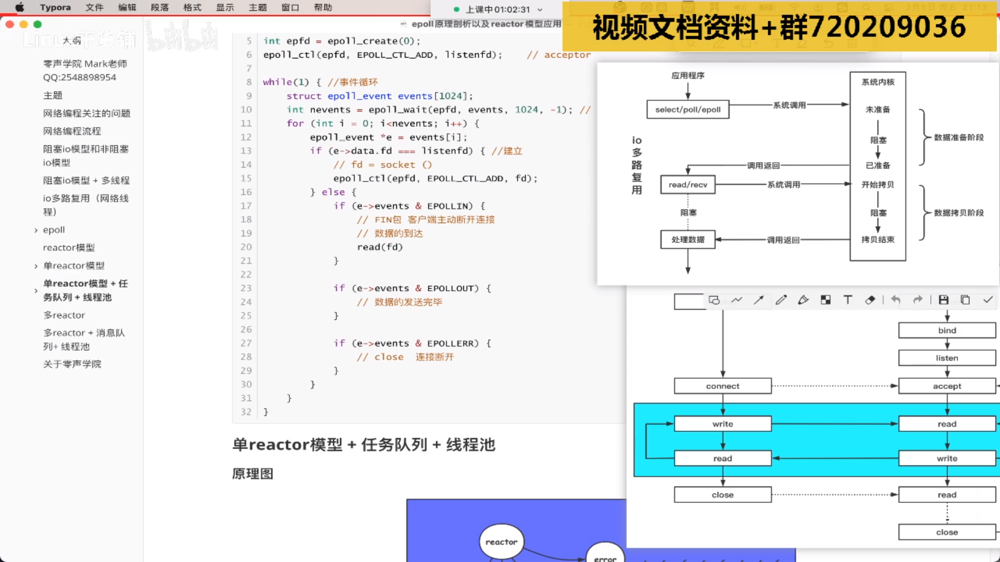 Typora 文件 编辑 段落 格式 显示 主题 窗口 帮助
上课中 01:02:31
2月5日 周五 21:13
视频文档资料+群720209036
epoll原理剖析以及reactor模型应用
Linux干货铺 bilibili
大纲
零声学院 Mark老师
QQ:2548898954
主题
网络编程关注的问题
网络编程流程
阻塞io模型和非阻塞
io模型
阻塞io模型 + 多线程
io多路复用（网络线
程）
epoll
reactor模型
单reactor模型
单reactor模型 + 任
务队列 + 线程池
多reactor
多reactor + 消息队
列+ 线程池
关于零声学院
5 int epfd = epoll_create(0);
6 epoll_ctl(epfd, EPOLL_CTL_ADD, listenfd); // acceptor
7
8 while(1) { //事件循环
9 struct epoll_event events[1024];
10 int nevents = epoll_wait(epfd, events, 1024, -1); //
11 for (int i = 0; i<nevents; i++) {
12 epoll_event *e = events[i];
13 if (e->data.fd === listenfd) { //建立
14 // fd = socket ()
15 epoll_ctl(epfd, EPOLL_CTL_ADD, fd);
16 } else {
17 if (e->events & EPOLLIN) {
18 // FIN包 客户端主动断开连接
19 // 数据的到达
20 read(fd)
21 }
22
23 if (e->events & EPOLLOUT) {
24 // 数据的发送完毕
25 }
26
27 if (e->events & EPOLLERR) {
28 // close 连接断开
29 }
30 }
31 }
32 }
单reactor模型 + 任务队列 + 线程池
原理图
reactor
error
应用程序
系统内核
select/poll/epoll
系统调用
未准备
阻塞
数据准备阶段
io多路复用
调用返回
已准备
read/recv
系统调用
开始拷贝
阻塞
阻塞
数据拷贝阶段
处理数据
调用返回
拷贝结束
T
bind
listen
connect
accept
write
read
read
write
close
read
close